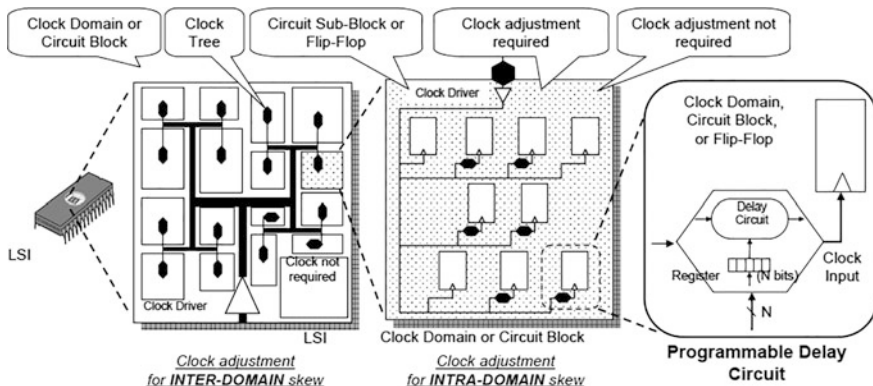 Clock Domain or
Circuit Block
Clock
Tree
Circuit Sub-Block or
Flip-Flop
Clock adjustment
required
Clock adjustment not
required
LSI
Clock not
required
Clock Driver
LSI
Clock adjustment
for INTER-DOMAIN skew
Clock Driver
Clock Domain or Circuit Block
Clock adjustment
for INTRA-DOMAIN skew
Clock Domain,
Circuit Block,
or Flip-Flop
Delay
Circuit
Register
(N bits)
Clock
Input
N
Programmable Delay
Circuit